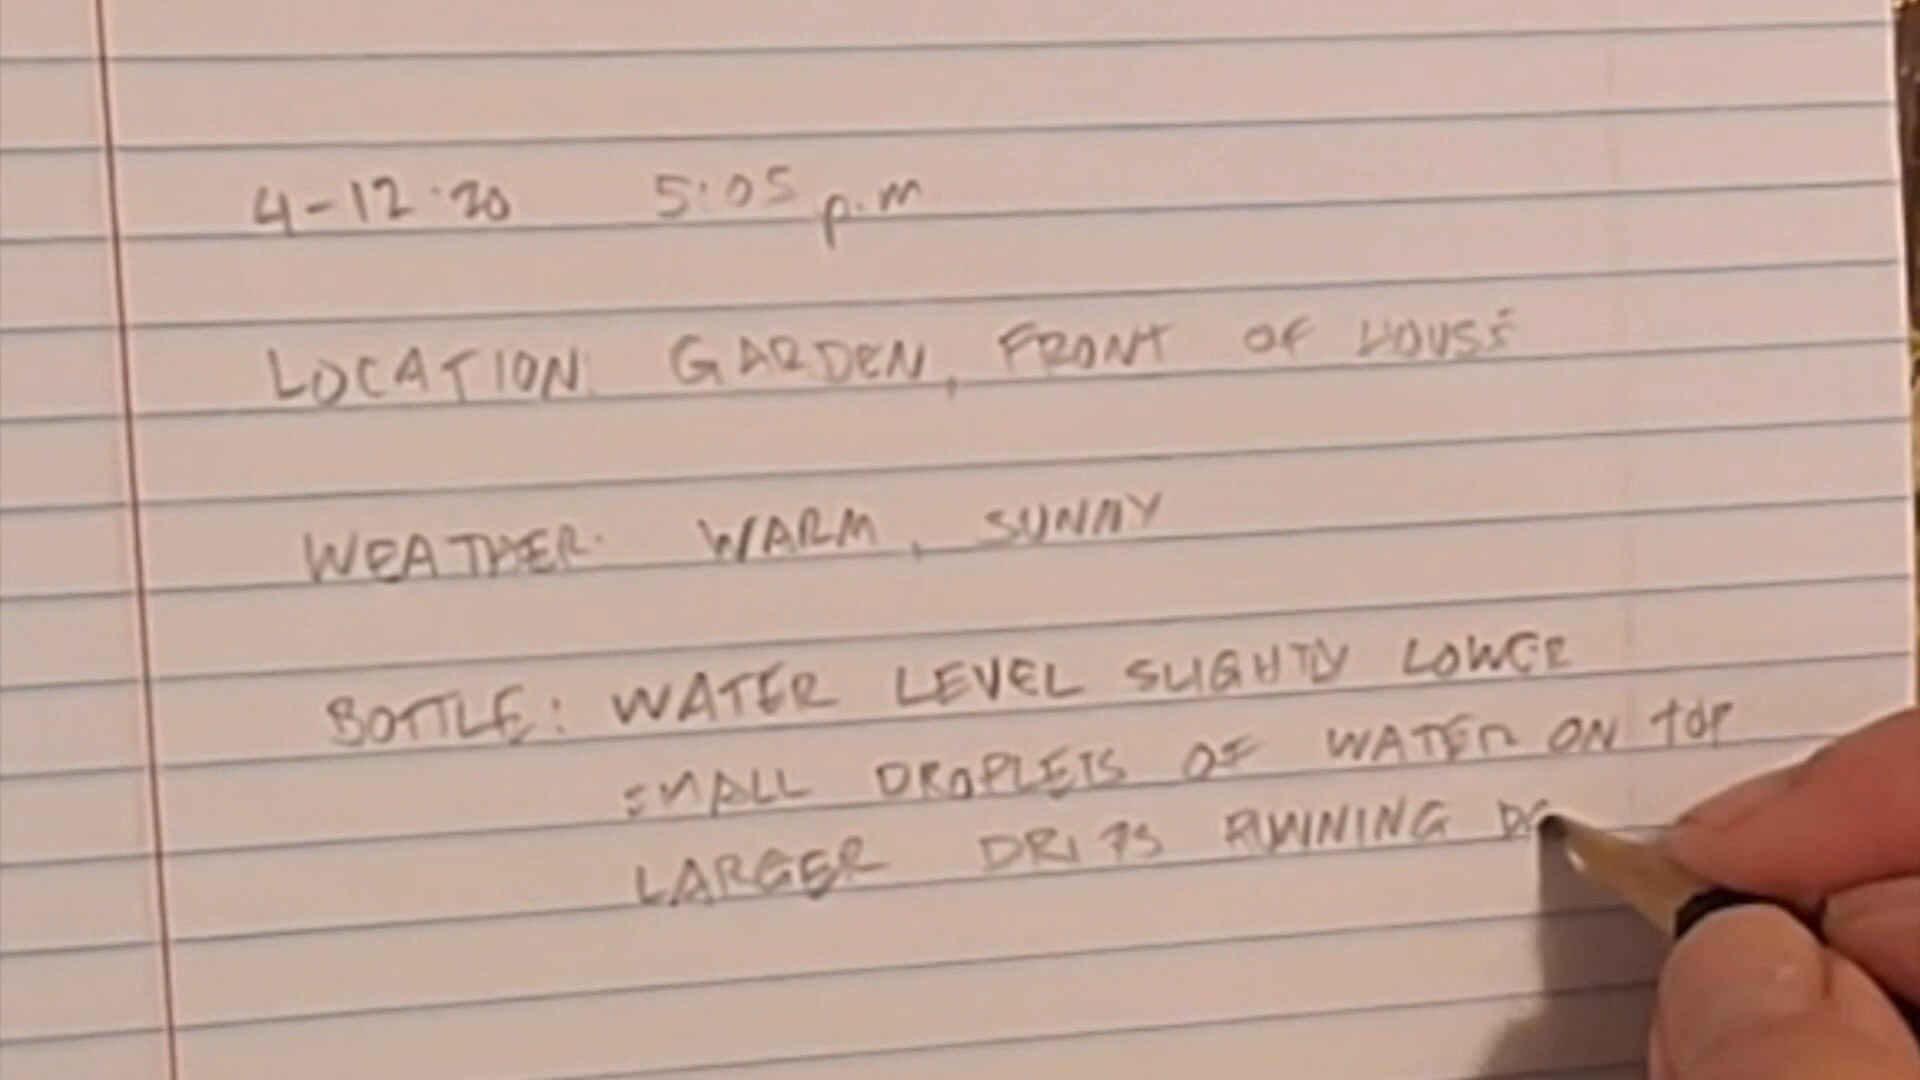 4-12-20 5:05 p.m.
LOCATION: GARDEN, FRONT OF HOUSE
WEATHER: WARM, SUNNY
BOTTLE: WATER LEVEL SLIGHTLY LOWER
SMALL DROPLETS OF WATER ON TOP
LARGER DRIPS RUNNING DO